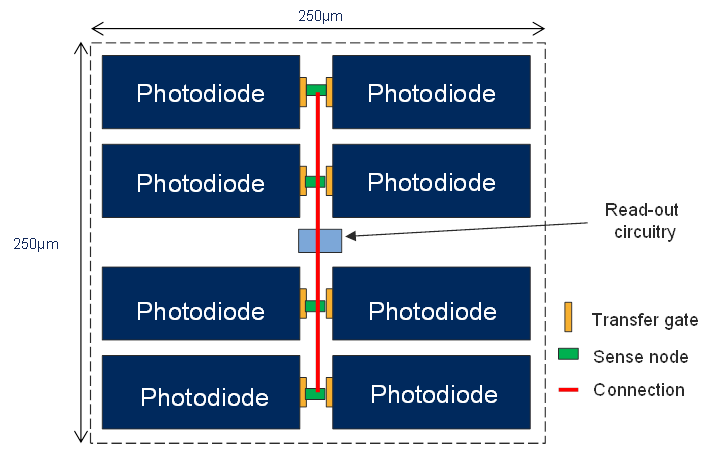 250µm
Photodiode
Photodiode
Photodiode
Photodiode
250µm
Read-out
circuitry
Photodiode
Photodiode
Photodiode
Photodiode
Transfer gate
Sense node
Connection